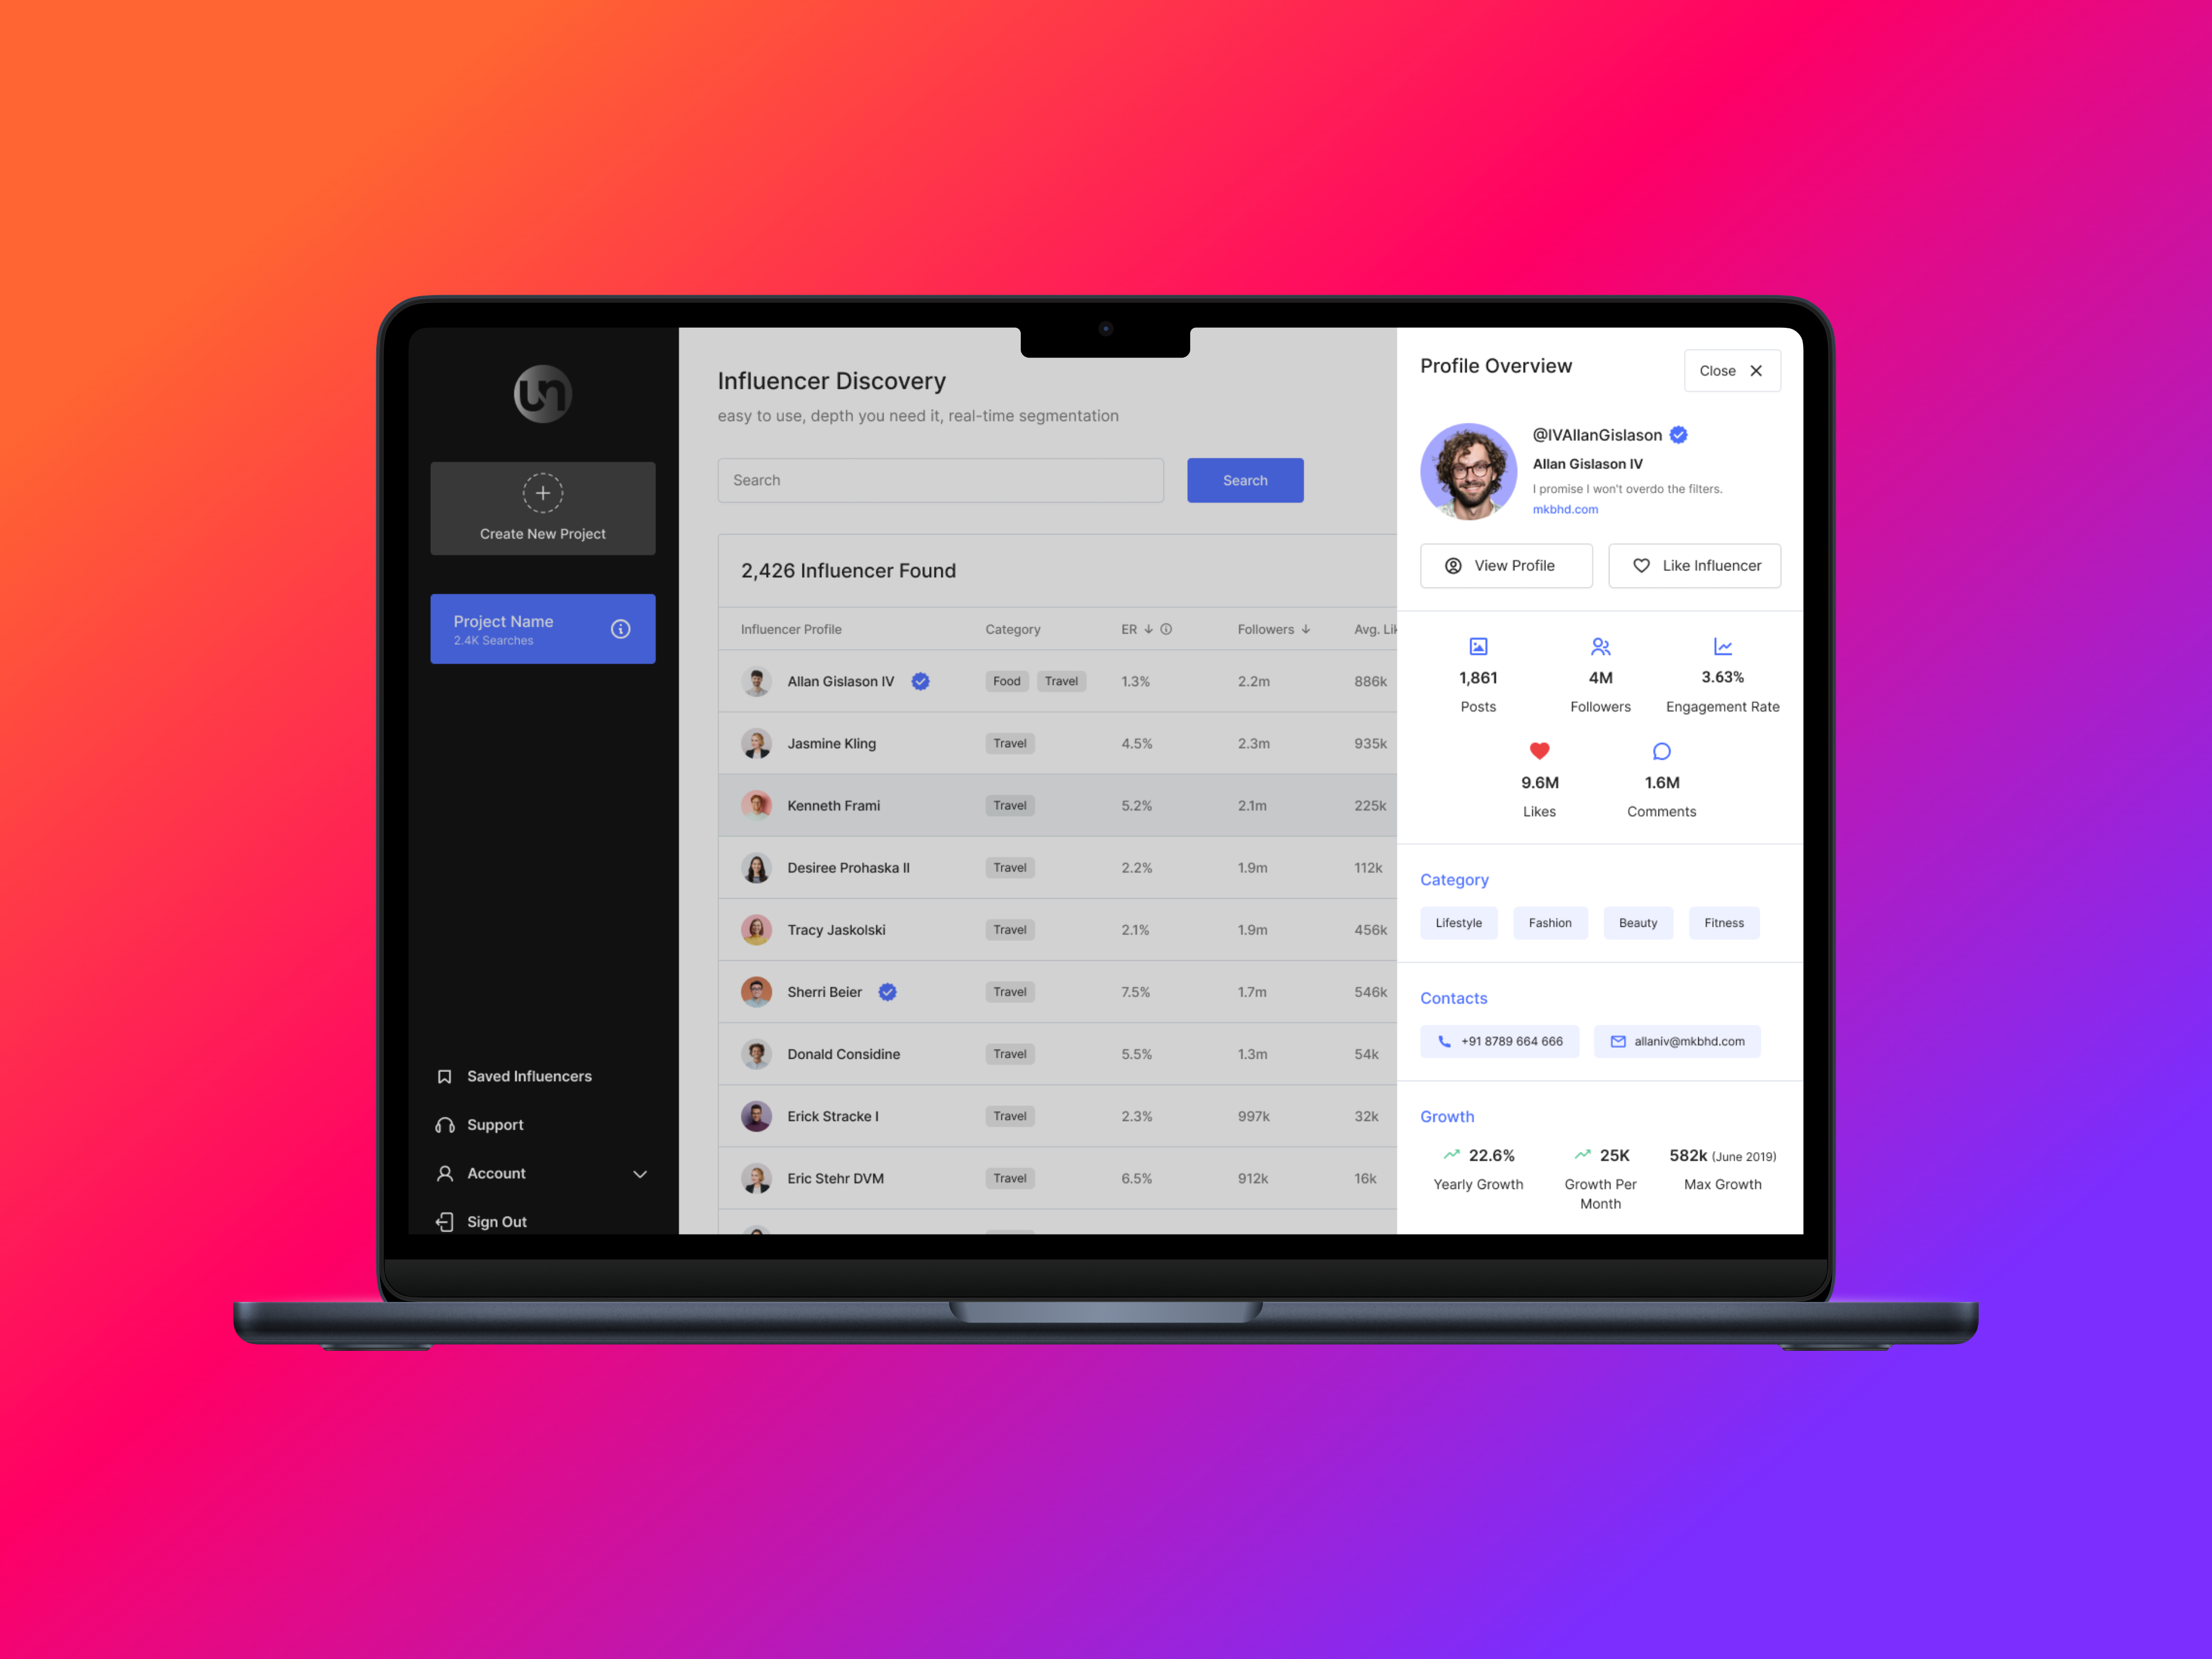 un
Create New Project
Project Name
2.4K Searches
Saved Influencers
Support
Account
Sign Out
Influencer Discovery
easy to use, depth you need it, real-time segmentation
Search
Search
2,426 Influencer Found
Influencer Profile Category ER Followers Avg. Lik
Allan Gislason IV Food Travel 1.3% 2.2m 886k
Jasmine Kling Travel 4.5% 2.3m 935k
Kenneth Frami Travel 5.2% 2.1m 225k
Desiree Prohaska II Travel 2.2% 1.9m 112k
Tracy Jaskolski Travel 2.1% 1.9m 456k
Sherri Beier Travel 7.5% 1.7m 546k
Donald Considine Travel 5.5% 1.3m 54k
Erick Stracke I Travel 2.3% 997k 32k
Eric Stehr DVM Travel 6.5% 912k 16k
Profile Overview
Close
@IVAllanGislason
Allan Gislason IV
I promise I won't overdo the filters.
mkbhd.com
View Profile Like Influencer
1,861 4M 3.63%
Posts Followers Engagement Rate
9.6M 1.6M
Likes Comments
Category
Lifestyle Fashion Beauty Fitness
Contacts
+91 8789 664 666 allaniv@mkbhd.com
Growth
22.6% 25K 582k (June 2019)
Yearly Growth Growth Per Max Growth
Month